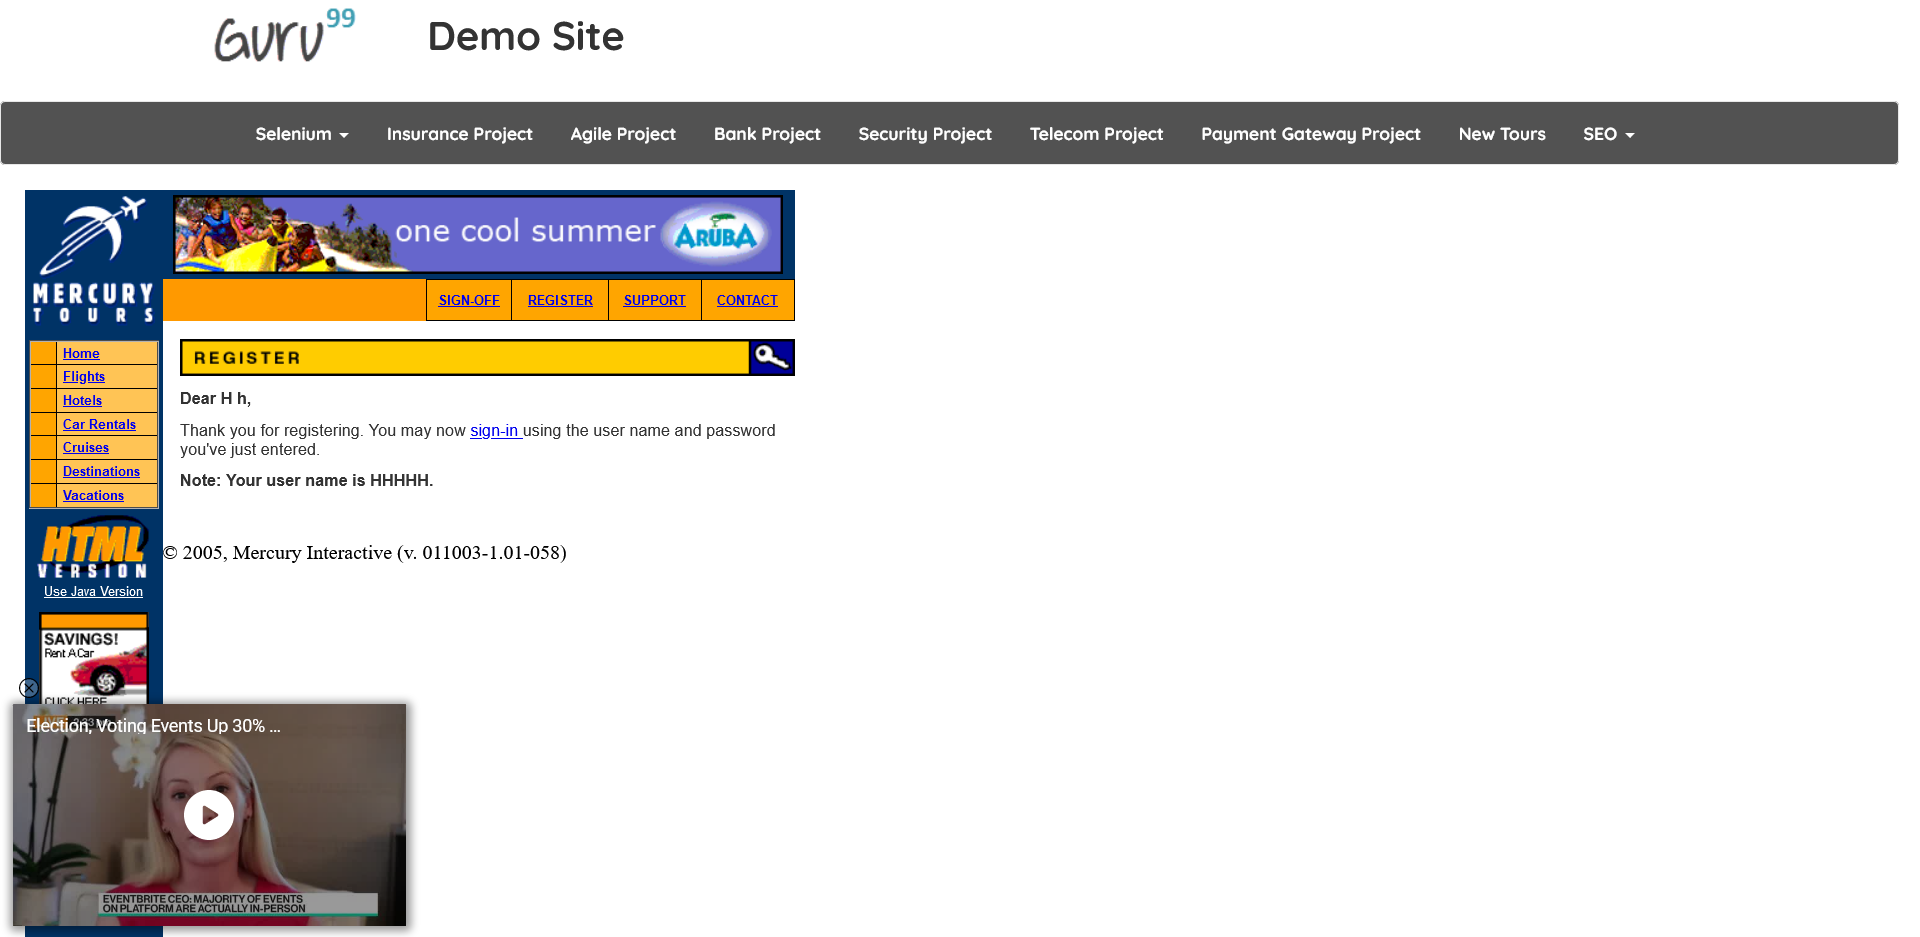 Guru99
Demo Site
Selenium
Insurance Project
Agile Project
Bank Project
Security Project
Telecom Project
Payment Gateway Project
New Tours
SEO
one cool summer
ARUBA
MERCURY
TOURS
SIGN-OFF
REGISTER
SUPPORT
CONTACT
REGISTER
Home
Flights
Hotels
Car Rentals
Cruises
Destinations
Vacations
Dear H h,
Thank you for registering. You may now sign-in using the user name and password
you've just entered.
Note: Your user name is HHHHH.
© 2005, Mercury Interactive (v. 011003-1.01-058)
HTML
VERSION
Use Java Version
SAVINGS!
Rent A Car
CLICK HERE
Election, Voting Events Up 30% ...
EVENTBRITE CEO: MAJORITY OF EVENTS
ON PLATFORM ARE ACTUALLY IN-PERSON